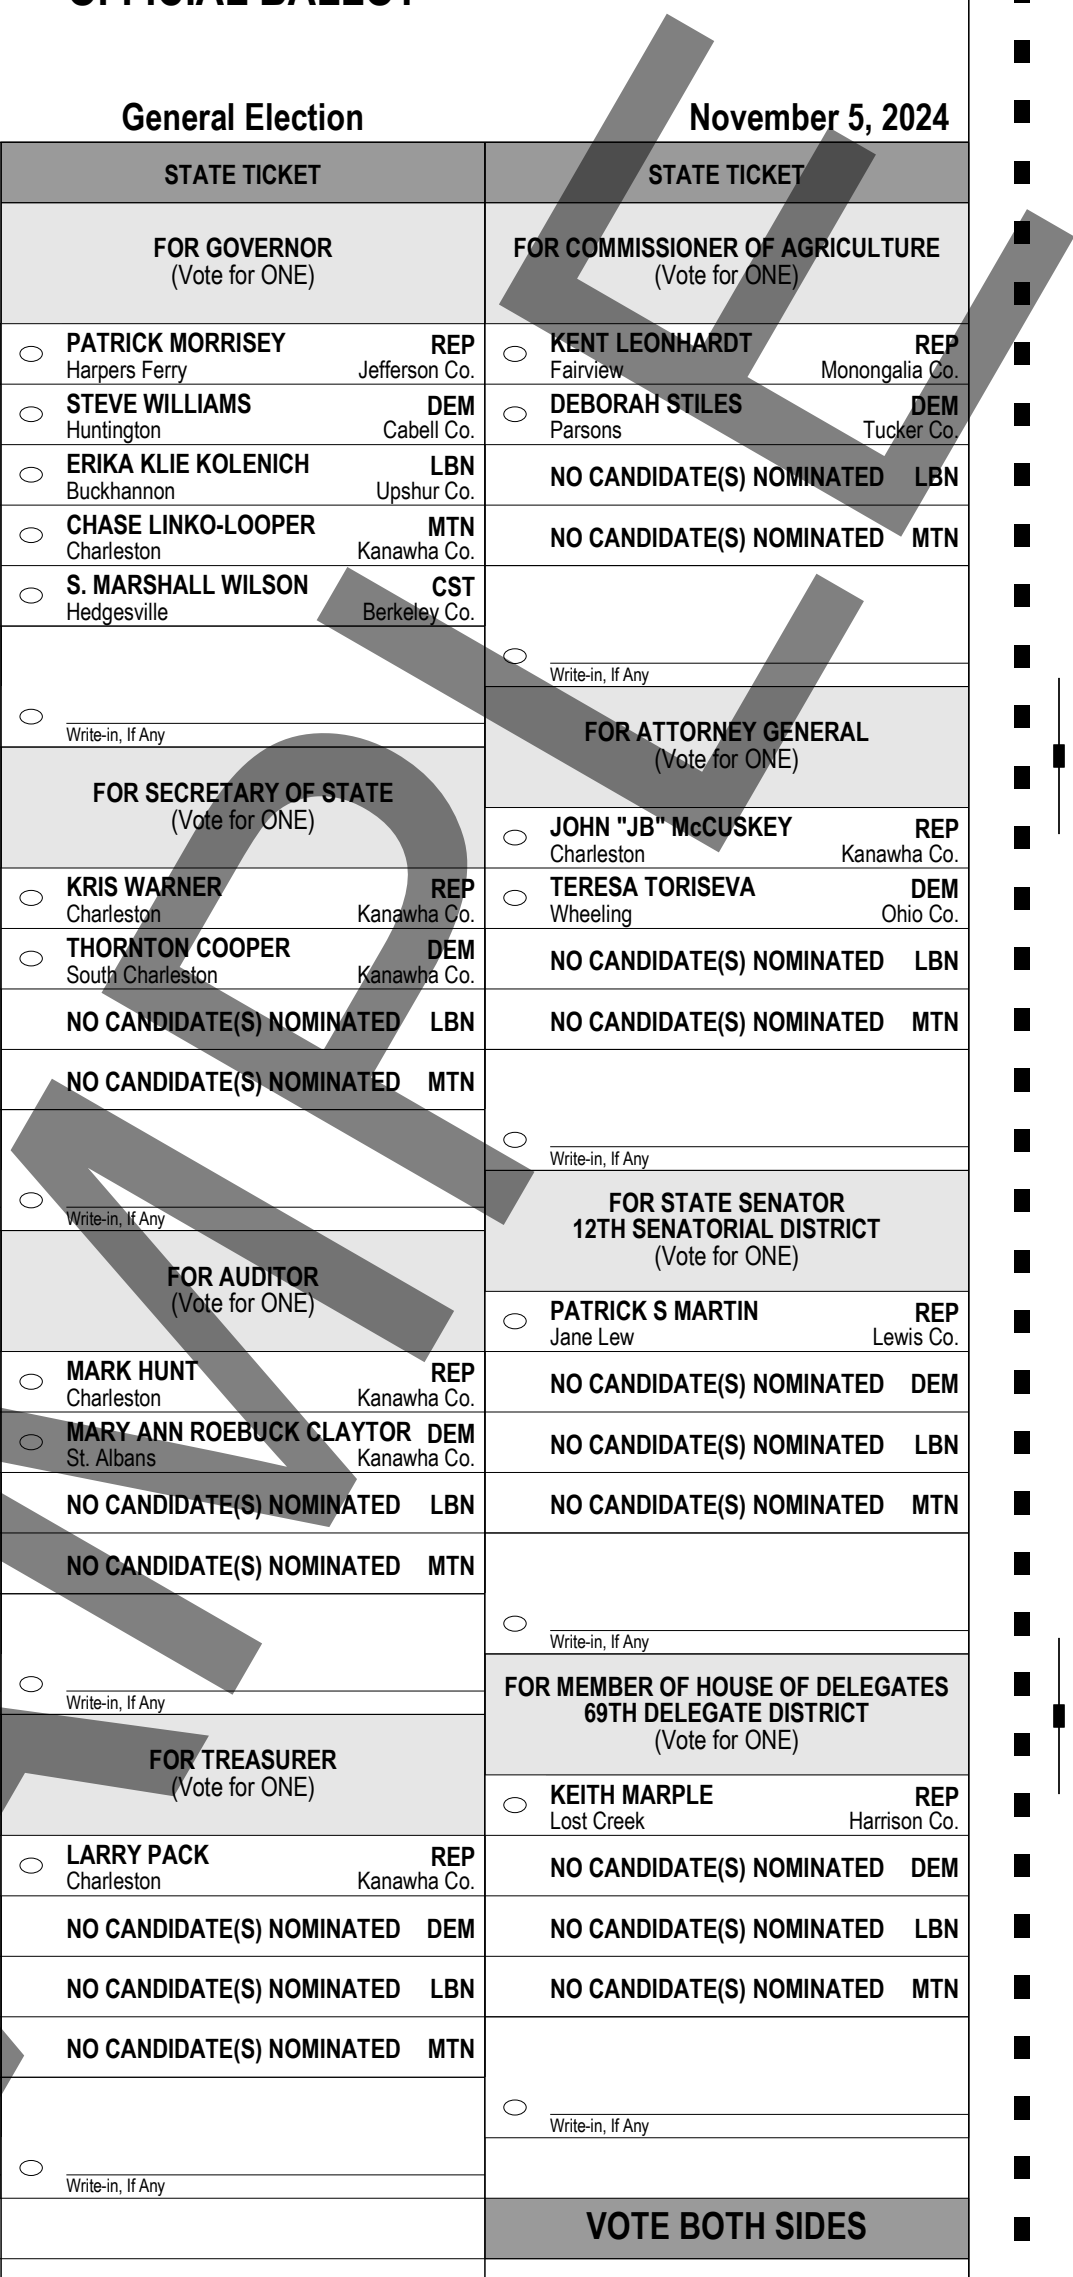 OFFICIAL BALLOT
General Election
November 5, 2024
STATE TICKET
FOR GOVERNOR
(Vote for ONE)
PATRICK MORRISEY REP
Harpers Ferry Jefferson Co.
STEVE WILLIAMS DEM
Huntington Cabell Co.
ERIKA KLIE KOLENICH LBN
Buckhannon Upshur Co.
CHASE LINKO-LOOPER MTN
Charleston Kanawha Co.
S. MARSHALL WILSON CST
Hedgesville Berkeley Co.
Write-in, If Any
FOR SECRETARY OF STATE
(Vote for ONE)
KRIS WARNER REP
Charleston Kanawha Co.
THORNTON COOPER DEM
South Charleston Kanawha Co.
NO CANDIDATE(S) NOMINATED LBN
NO CANDIDATE(S) NOMINATED MTN
Write-in, If Any
FOR AUDITOR
(Vote for ONE)
MARK HUNT REP
Charleston Kanawha Co.
MARY ANN ROEBUCK CLAYTOR DEM
St. Albans Kanawha Co.
NO CANDIDATE(S) NOMINATED LBN
NO CANDIDATE(S) NOMINATED MTN
Write-in, If Any
FOR TREASURER
(Vote for ONE)
LARRY PACK REP
Charleston Kanawha Co.
NO CANDIDATE(S) NOMINATED DEM
NO CANDIDATE(S) NOMINATED LBN
NO CANDIDATE(S) NOMINATED MTN
Write-in, If Any
STATE TICKET
FOR COMMISSIONER OF AGRICULTURE
(Vote for ONE)
KENT LEONHARDT REP
Fairview Monongalia Co.
DEBORAH STILES DEM
Parsons Tucker Co.
NO CANDIDATE(S) NOMINATED LBN
NO CANDIDATE(S) NOMINATED MTN
Write-in, If Any
FOR ATTORNEY GENERAL
(Vote for ONE)
JOHN "JB" McCUSKEY REP
Charleston Kanawha Co.
TERESA TORISEVA DEM
Wheeling Ohio Co.
NO CANDIDATE(S) NOMINATED LBN
NO CANDIDATE(S) NOMINATED MTN
Write-in, If Any
FOR STATE SENATOR
12TH SENATORIAL DISTRICT
(Vote for ONE)
PATRICK S MARTIN REP
Jane Lew Lewis Co.
NO CANDIDATE(S) NOMINATED DEM
NO CANDIDATE(S) NOMINATED LBN
NO CANDIDATE(S) NOMINATED MTN
Write-in, If Any
FOR MEMBER OF HOUSE OF DELEGATES
69TH DELEGATE DISTRICT
(Vote for ONE)
KEITH MARPLE REP
Lost Creek Harrison Co.
NO CANDIDATE(S) NOMINATED DEM
NO CANDIDATE(S) NOMINATED LBN
NO CANDIDATE(S) NOMINATED MTN
Write-in, If Any
VOTE BOTH SIDES